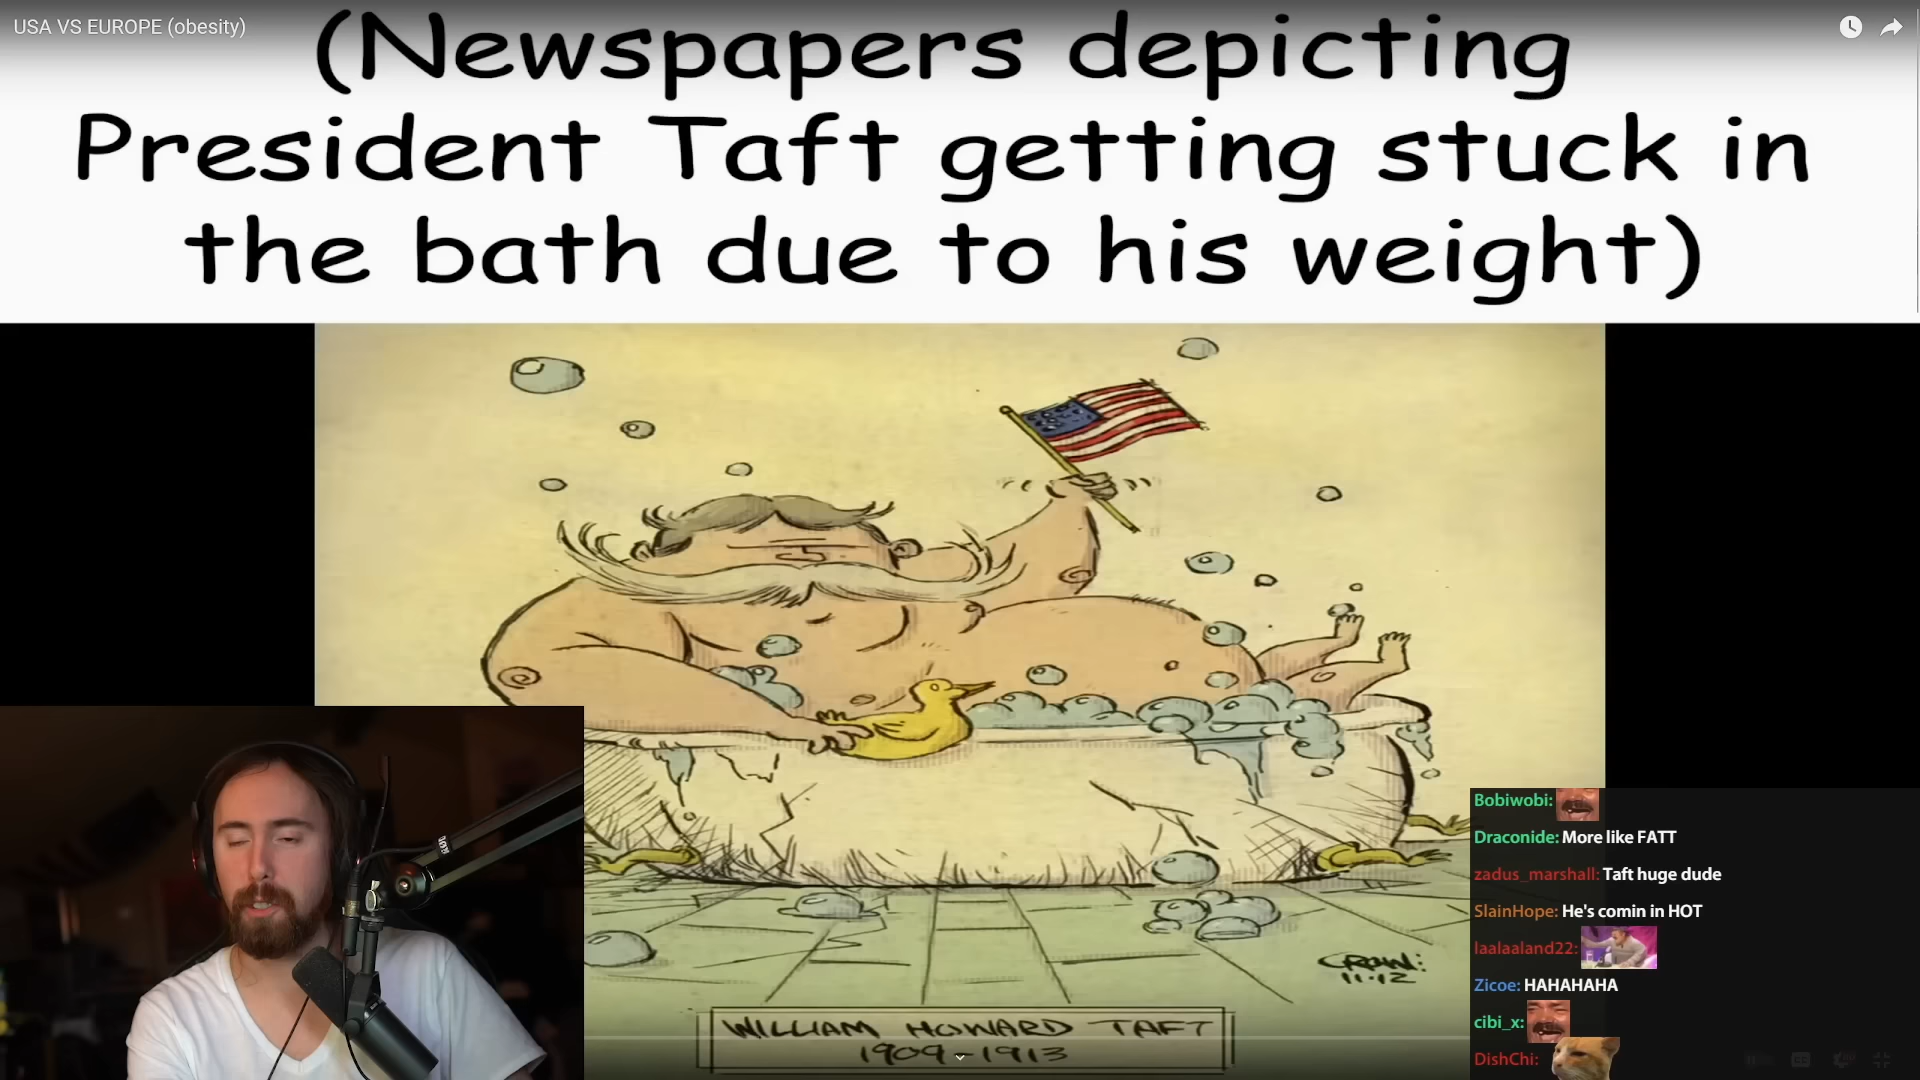 USA VS EUROPE (obesity)
(Newspapers depicting
President Taft getting stuck in
the bath due to his weight)
Bobiwobi:
Draconide: More like FATT
zadus_marshall: Taft huge dude
SlainHope: He's comin in HOT
laalaaland22:
Zicoe: HAHAHAHA
cibi_x:
DishChi:
CROWN:
11·12
WILLIAM HOWARD TAFT
1909-1913